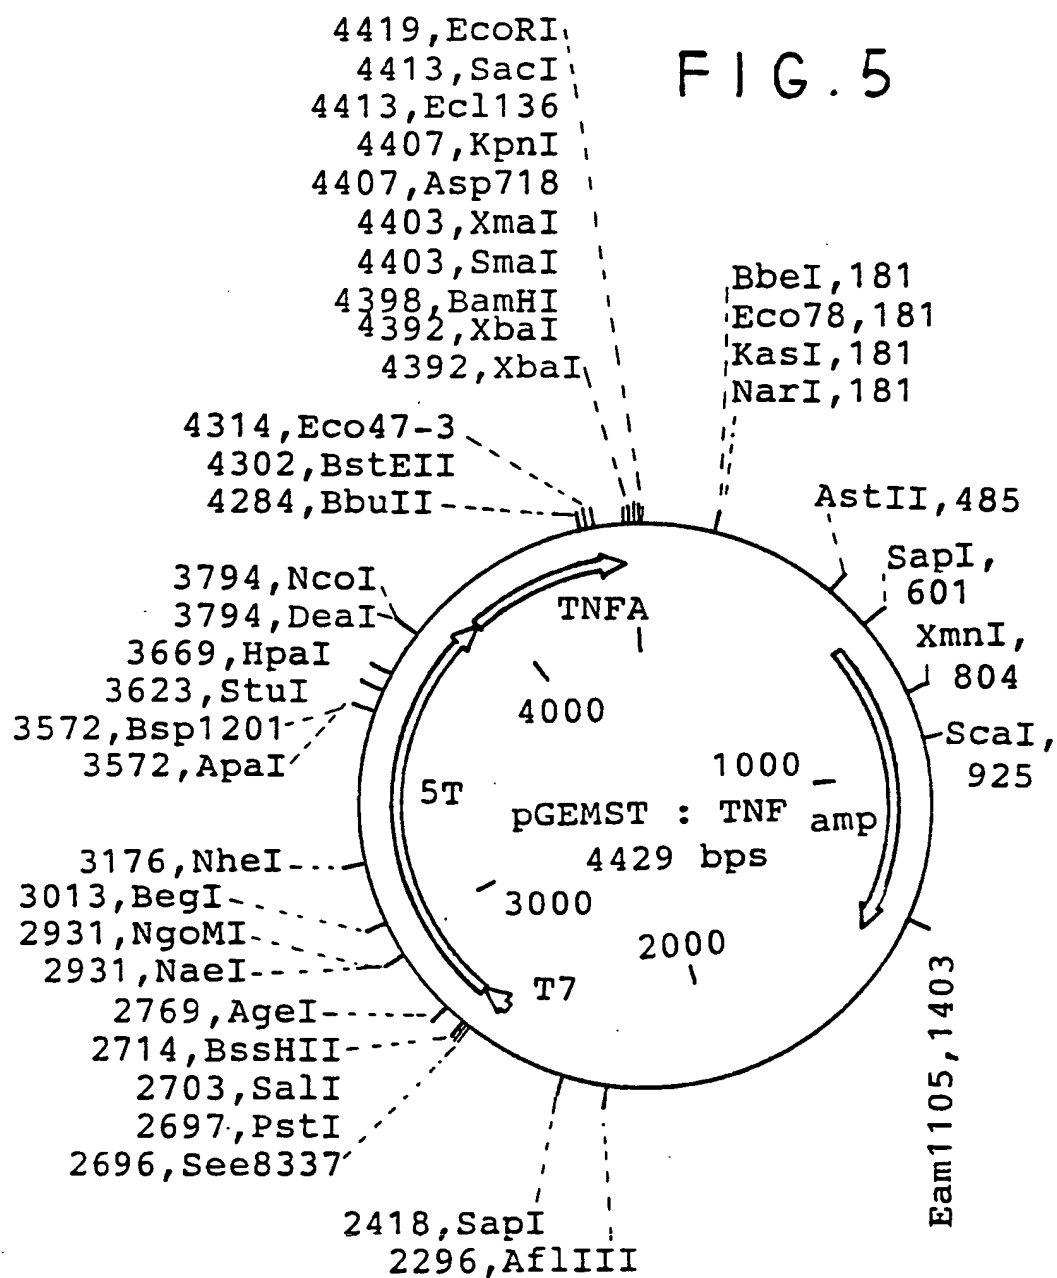 FIG.5
4419,EcoRI
4413,SacI
4413,Ecl136
4407,KpnI
4407,Asp718
4403,XmaI
4403,SmaI
4398,BamHI
4392,XbaI
4392,XbaI
4314,Eco47-3
4302,BstEII
4284,BbuII
3794,NcoI
3794,DeaI
3669,HpaI
3623,StuI
3572,Bsp1201
3572,ApaI
3176,NheI
3013,BegI
2931,NgoMI
2931,NaeI
2769,AgeI
2714,BssHII
2703,SalI
2697,PstI
2696,See8337
2418,SapI
2296,AflIII
BbeI,181
Eco78,181
KasI,181
NarI,181
AstII,485
SapI,
601
XmnI,
804
ScaI,
925
Eam1105,1403
TNFA
4000
5T
1000
pGEMST : TNF
amp
4429 bps
3000
2000
T7